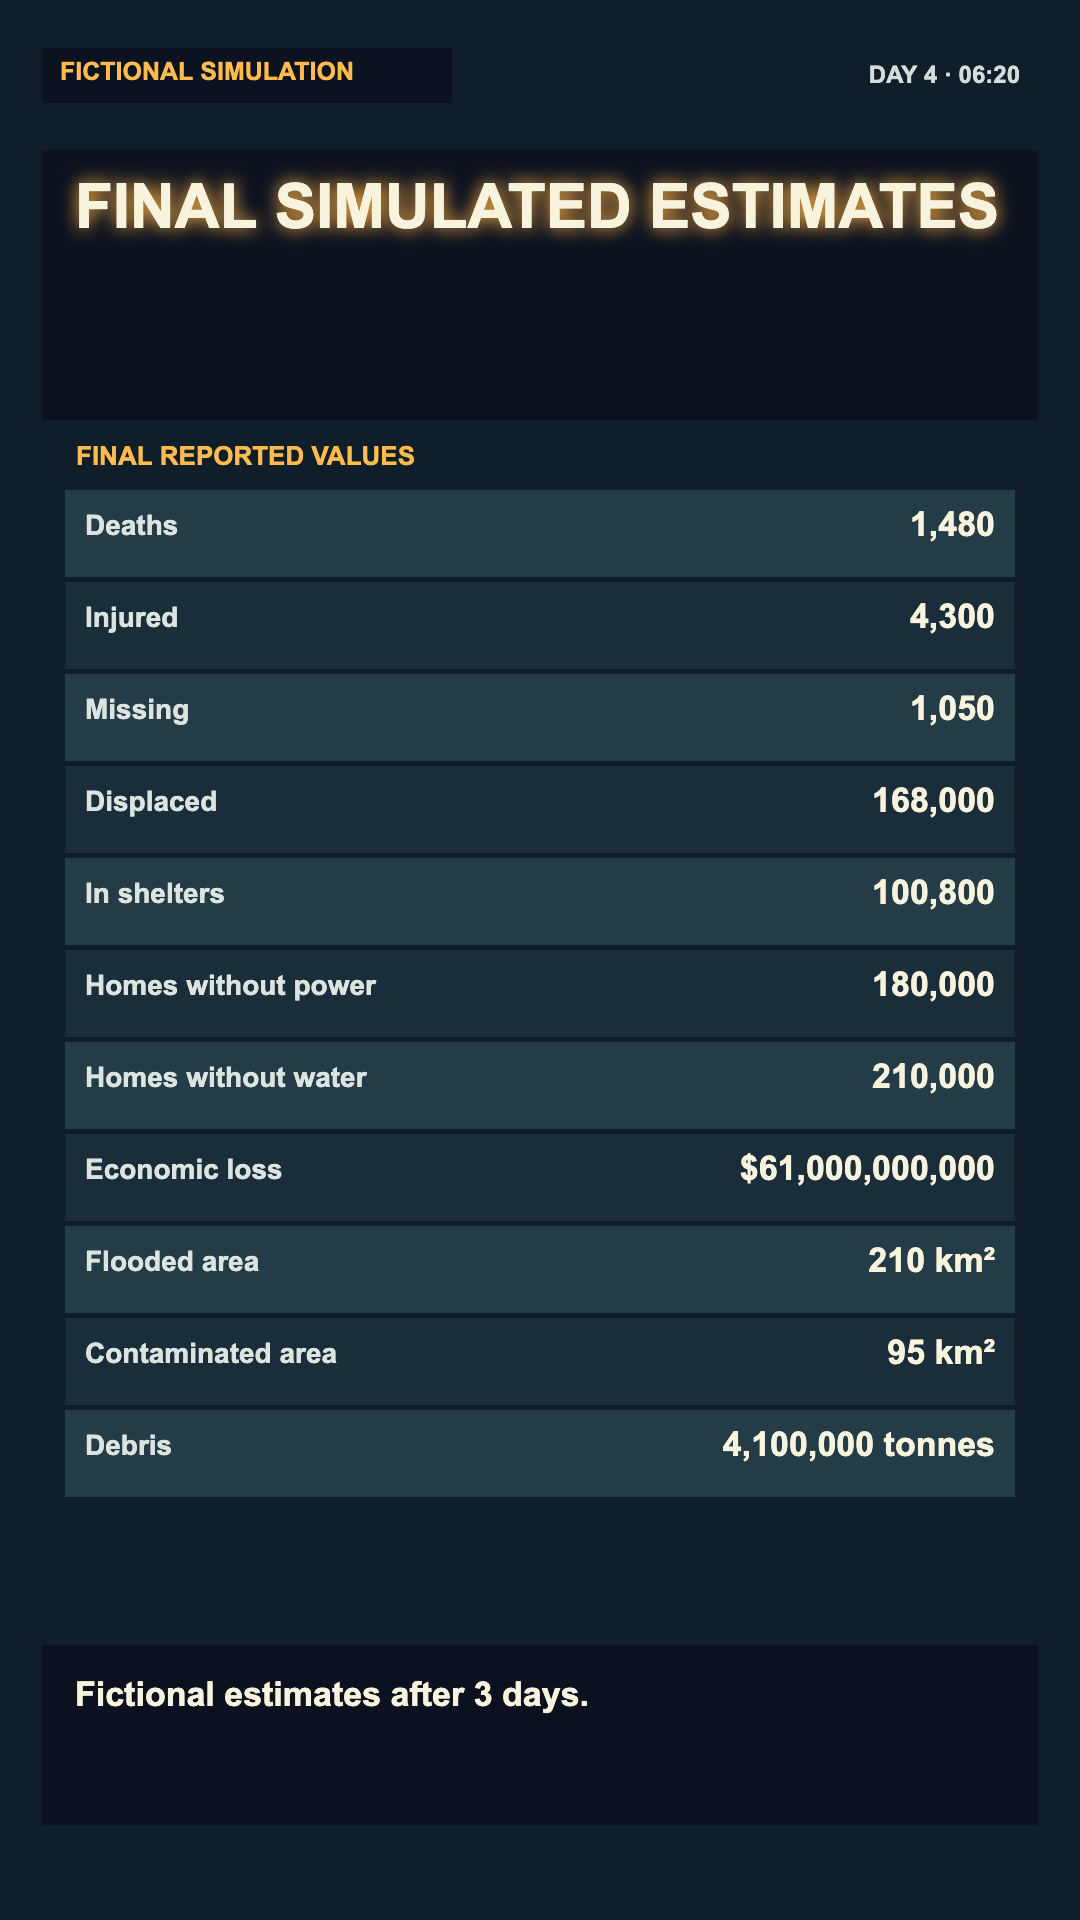 FICTIONAL SIMULATION
DAY 4 · 06:20
FINAL SIMULATED ESTIMATES
FINAL REPORTED VALUES
Deaths 1,480
Injured 4,300
Missing 1,050
Displaced 168,000
In shelters 100,800
Homes without power 180,000
Homes without water 210,000
Economic loss $61,000,000,000
Flooded area 210 km²
Contaminated area 95 km²
Debris 4,100,000 tonnes
Fictional estimates after 3 days.